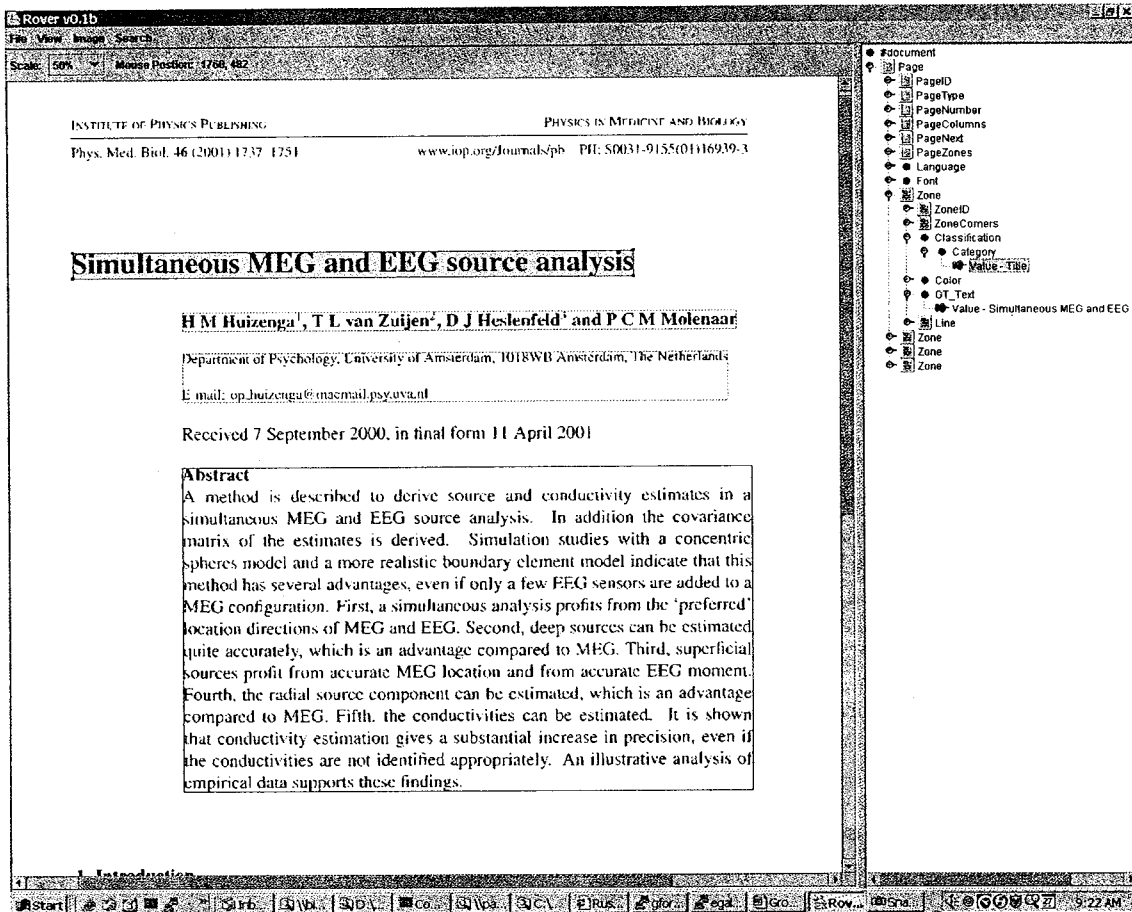 Rover v0.1b
File View Image Search
Scale: 50% Mouse Postion: 1768, 482
INSTITUTE OF PHYSICS PUBLISHING PHYSICS IN MEDICINE AND BIOLOGY
Phys. Med. Biol. 46 (2001) 1737–1751 www.iop.org/Journals/pb PII: S0031-9155(01)16939-3
Simultaneous MEG and EEG source analysis
H M Huizenga¹, T L van Zuijen², D J Heslenfeld³ and P C M Molenaar
Department of Psychology, University of Amsterdam, 1018WB Amsterdam, The Netherlands
E-mail: op_huizenga@macmail.psy.uva.nl
Received 7 September 2000, in final form 11 April 2001
Abstract
A method is described to derive source and conductivity estimates in a
simultaneous MEG and EEG source analysis. In addition the covariance
matrix of the estimates is derived. Simulation studies with a concentric
spheres model and a more realistic boundary element model indicate that this
method has several advantages, even if only a few EEG sensors are added to a
MEG configuration. First, a simultaneous analysis profits from the 'preferred'
location directions of MEG and EEG. Second, deep sources can be estimated
quite accurately, which is an advantage compared to MEG. Third, superficial
sources profit from accurate MEG location and from accurate EEG moment.
Fourth, the radial source component can be estimated, which is an advantage
compared to MEG. Fifth, the conductivities can be estimated. It is shown
that conductivity estimation gives a substantial increase in precision, even if
the conductivities are not identified appropriately. An illustrative analysis of
empirical data supports these findings.
1. Introduction
#document
Page
PageID
PageType
PageNumber
PageColumns
PageNext
PageZones
Language
Font
Zone
ZoneID
ZoneCorners
Classification
Category
Value - Title
Color
GT_Text
Value - Simultaneous MEG and EEG
Line
Zone
Zone
Zone
Start Inb... D:\... Co... C:\... Rus... Gro... Rov... Sna... 9:22 AM